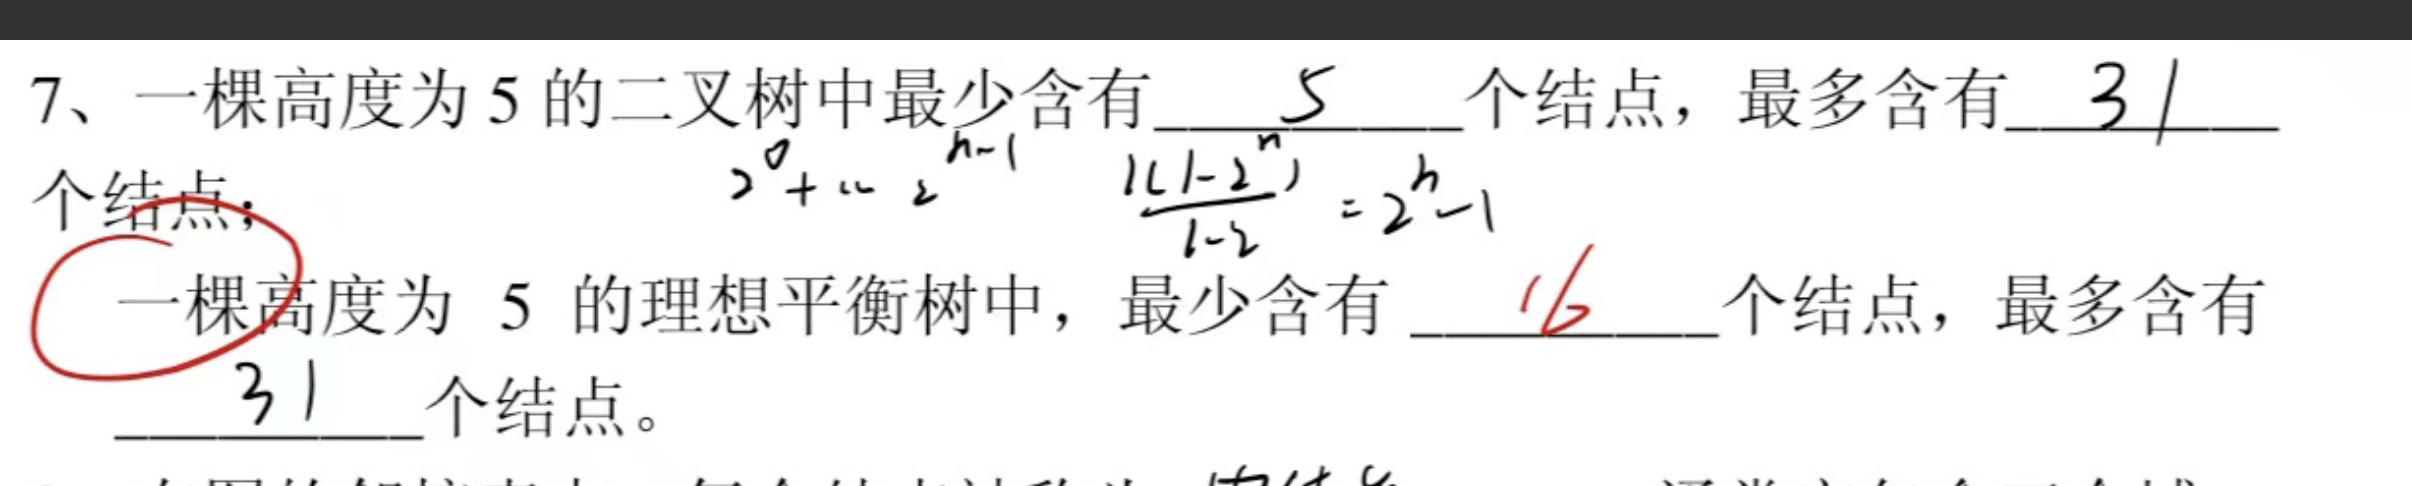 7、一棵高度为 5 的二叉树中最少含有 5 个结点，最多含有 31
个结点；
2^0+ … 2^{n-1} \frac{1(1-2^n)}{1-2} = 2^n-1
一棵高度为 5 的理想平衡树中，最少含有 16 个结点，最多含有
31 个结点。